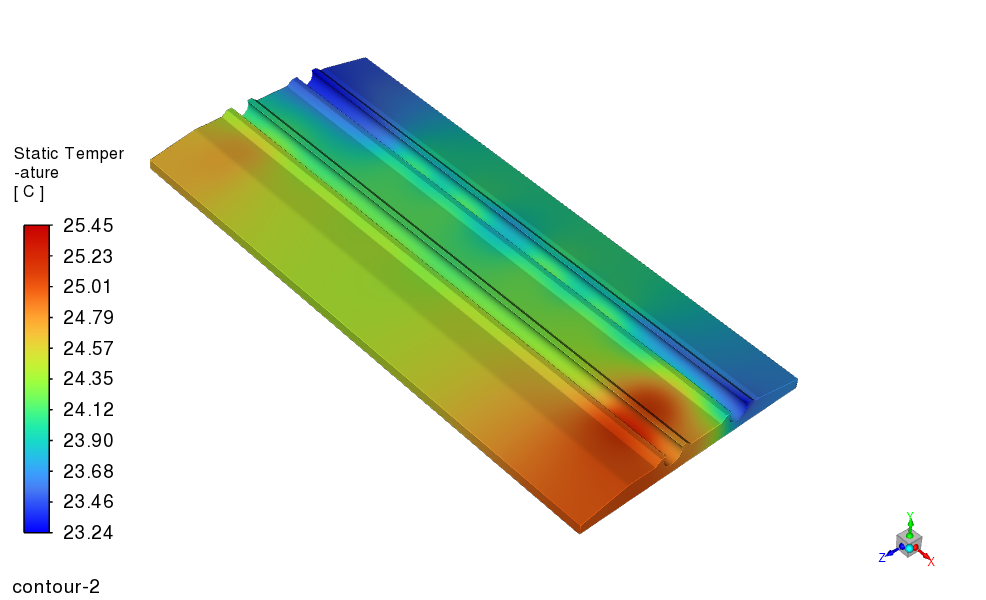 Static Temper
-ature
[ C ]
25.45
25.23
25.01
24.79
24.57
24.35
24.12
23.90
23.68
23.46
23.24
contour-2
Y
Z
X